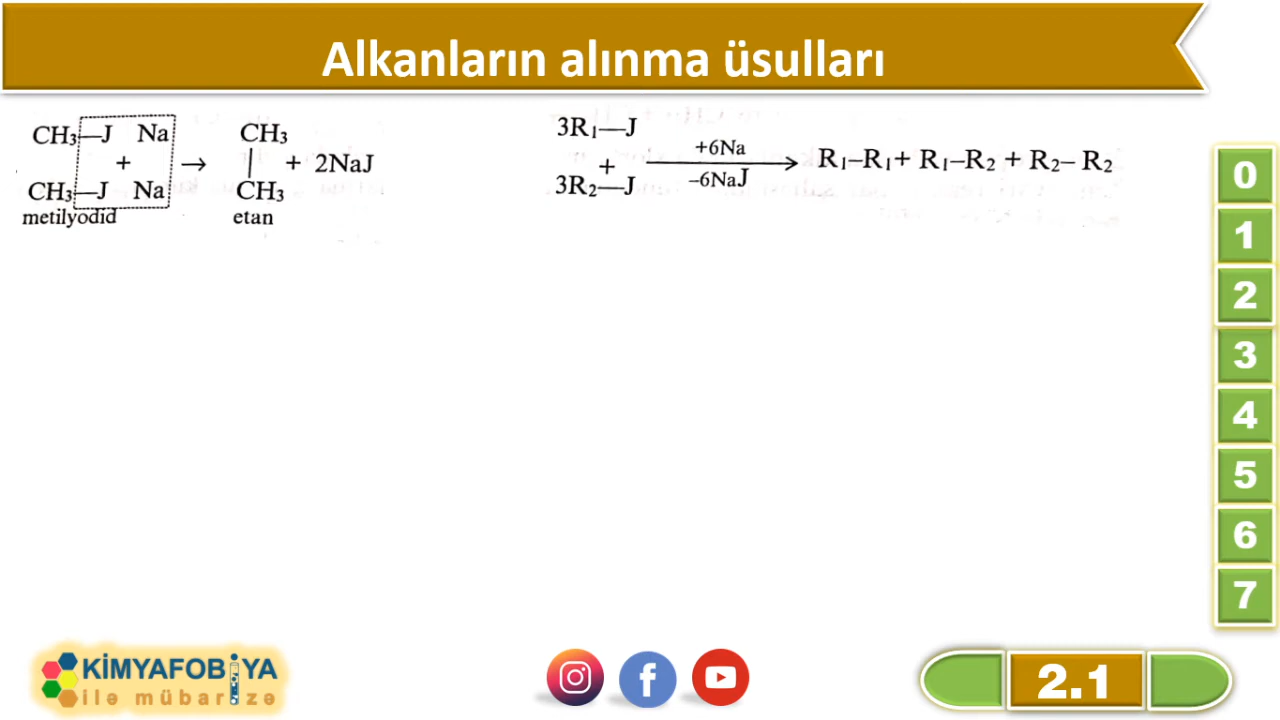 Alkanların alınma üsulları
CH₃—J Na
+
CH₃—J Na
metilyodid
→
CH₃
|
CH₃
etan
+ 2NaJ
3R₁—J
+
3R₂—J
+6Na
−6NaJ
R₁–R₁+ R₁–R₂ + R₂– R₂
0
1
2
3
4
5
6
7
KİMYAFOBİYA
ilə mübarizə
f
2.1